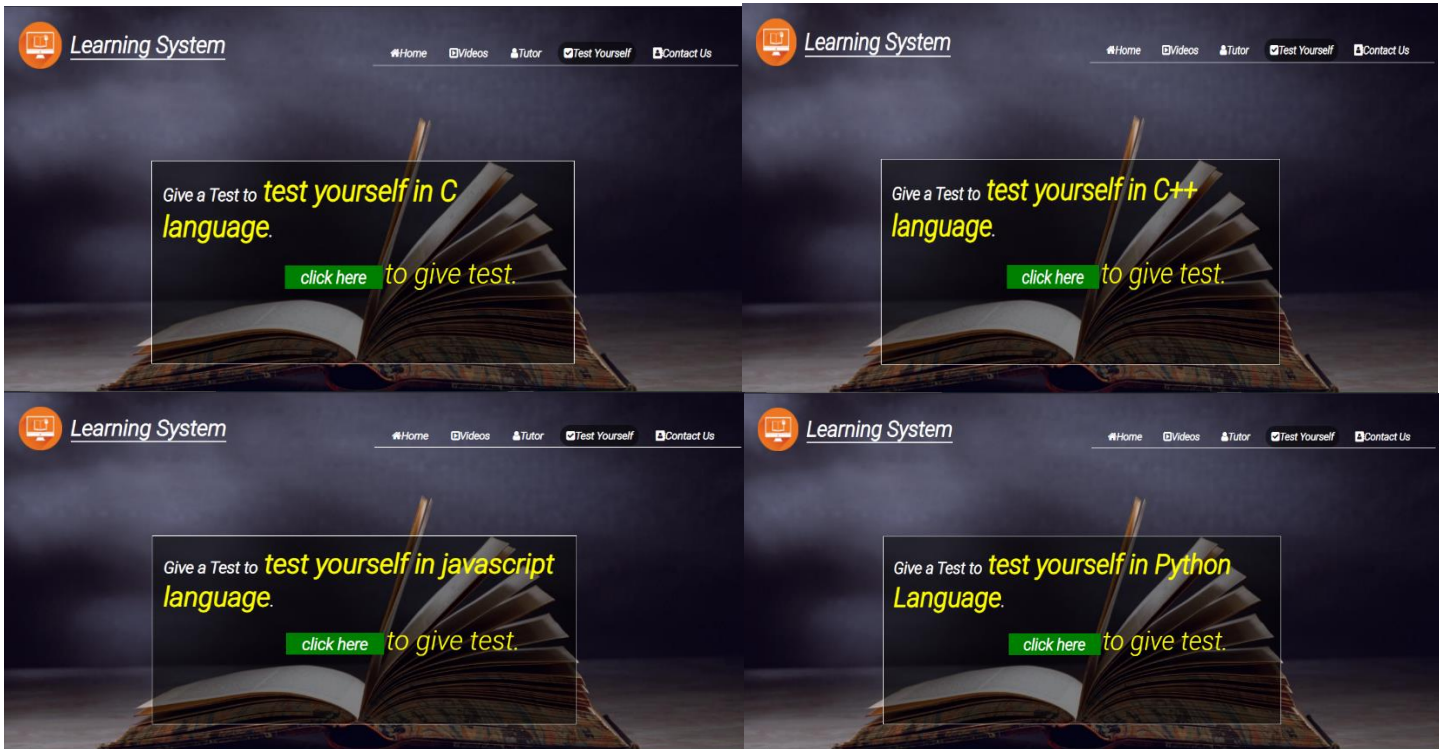 Learning System
Home Videos Tutor Test Yourself Contact Us
Give a Test to test yourself in C
language.
click here to give test.
Learning System
Home Videos Tutor Test Yourself Contact Us
Give a Test to test yourself in C++
language.
click here to give test.
Learning System
Home Videos Tutor Test Yourself Contact Us
Give a Test to test yourself in javascript
language.
click here to give test.
Learning System
Home Videos Tutor Test Yourself Contact Us
Give a Test to test yourself in Python
Language.
click here to give test.